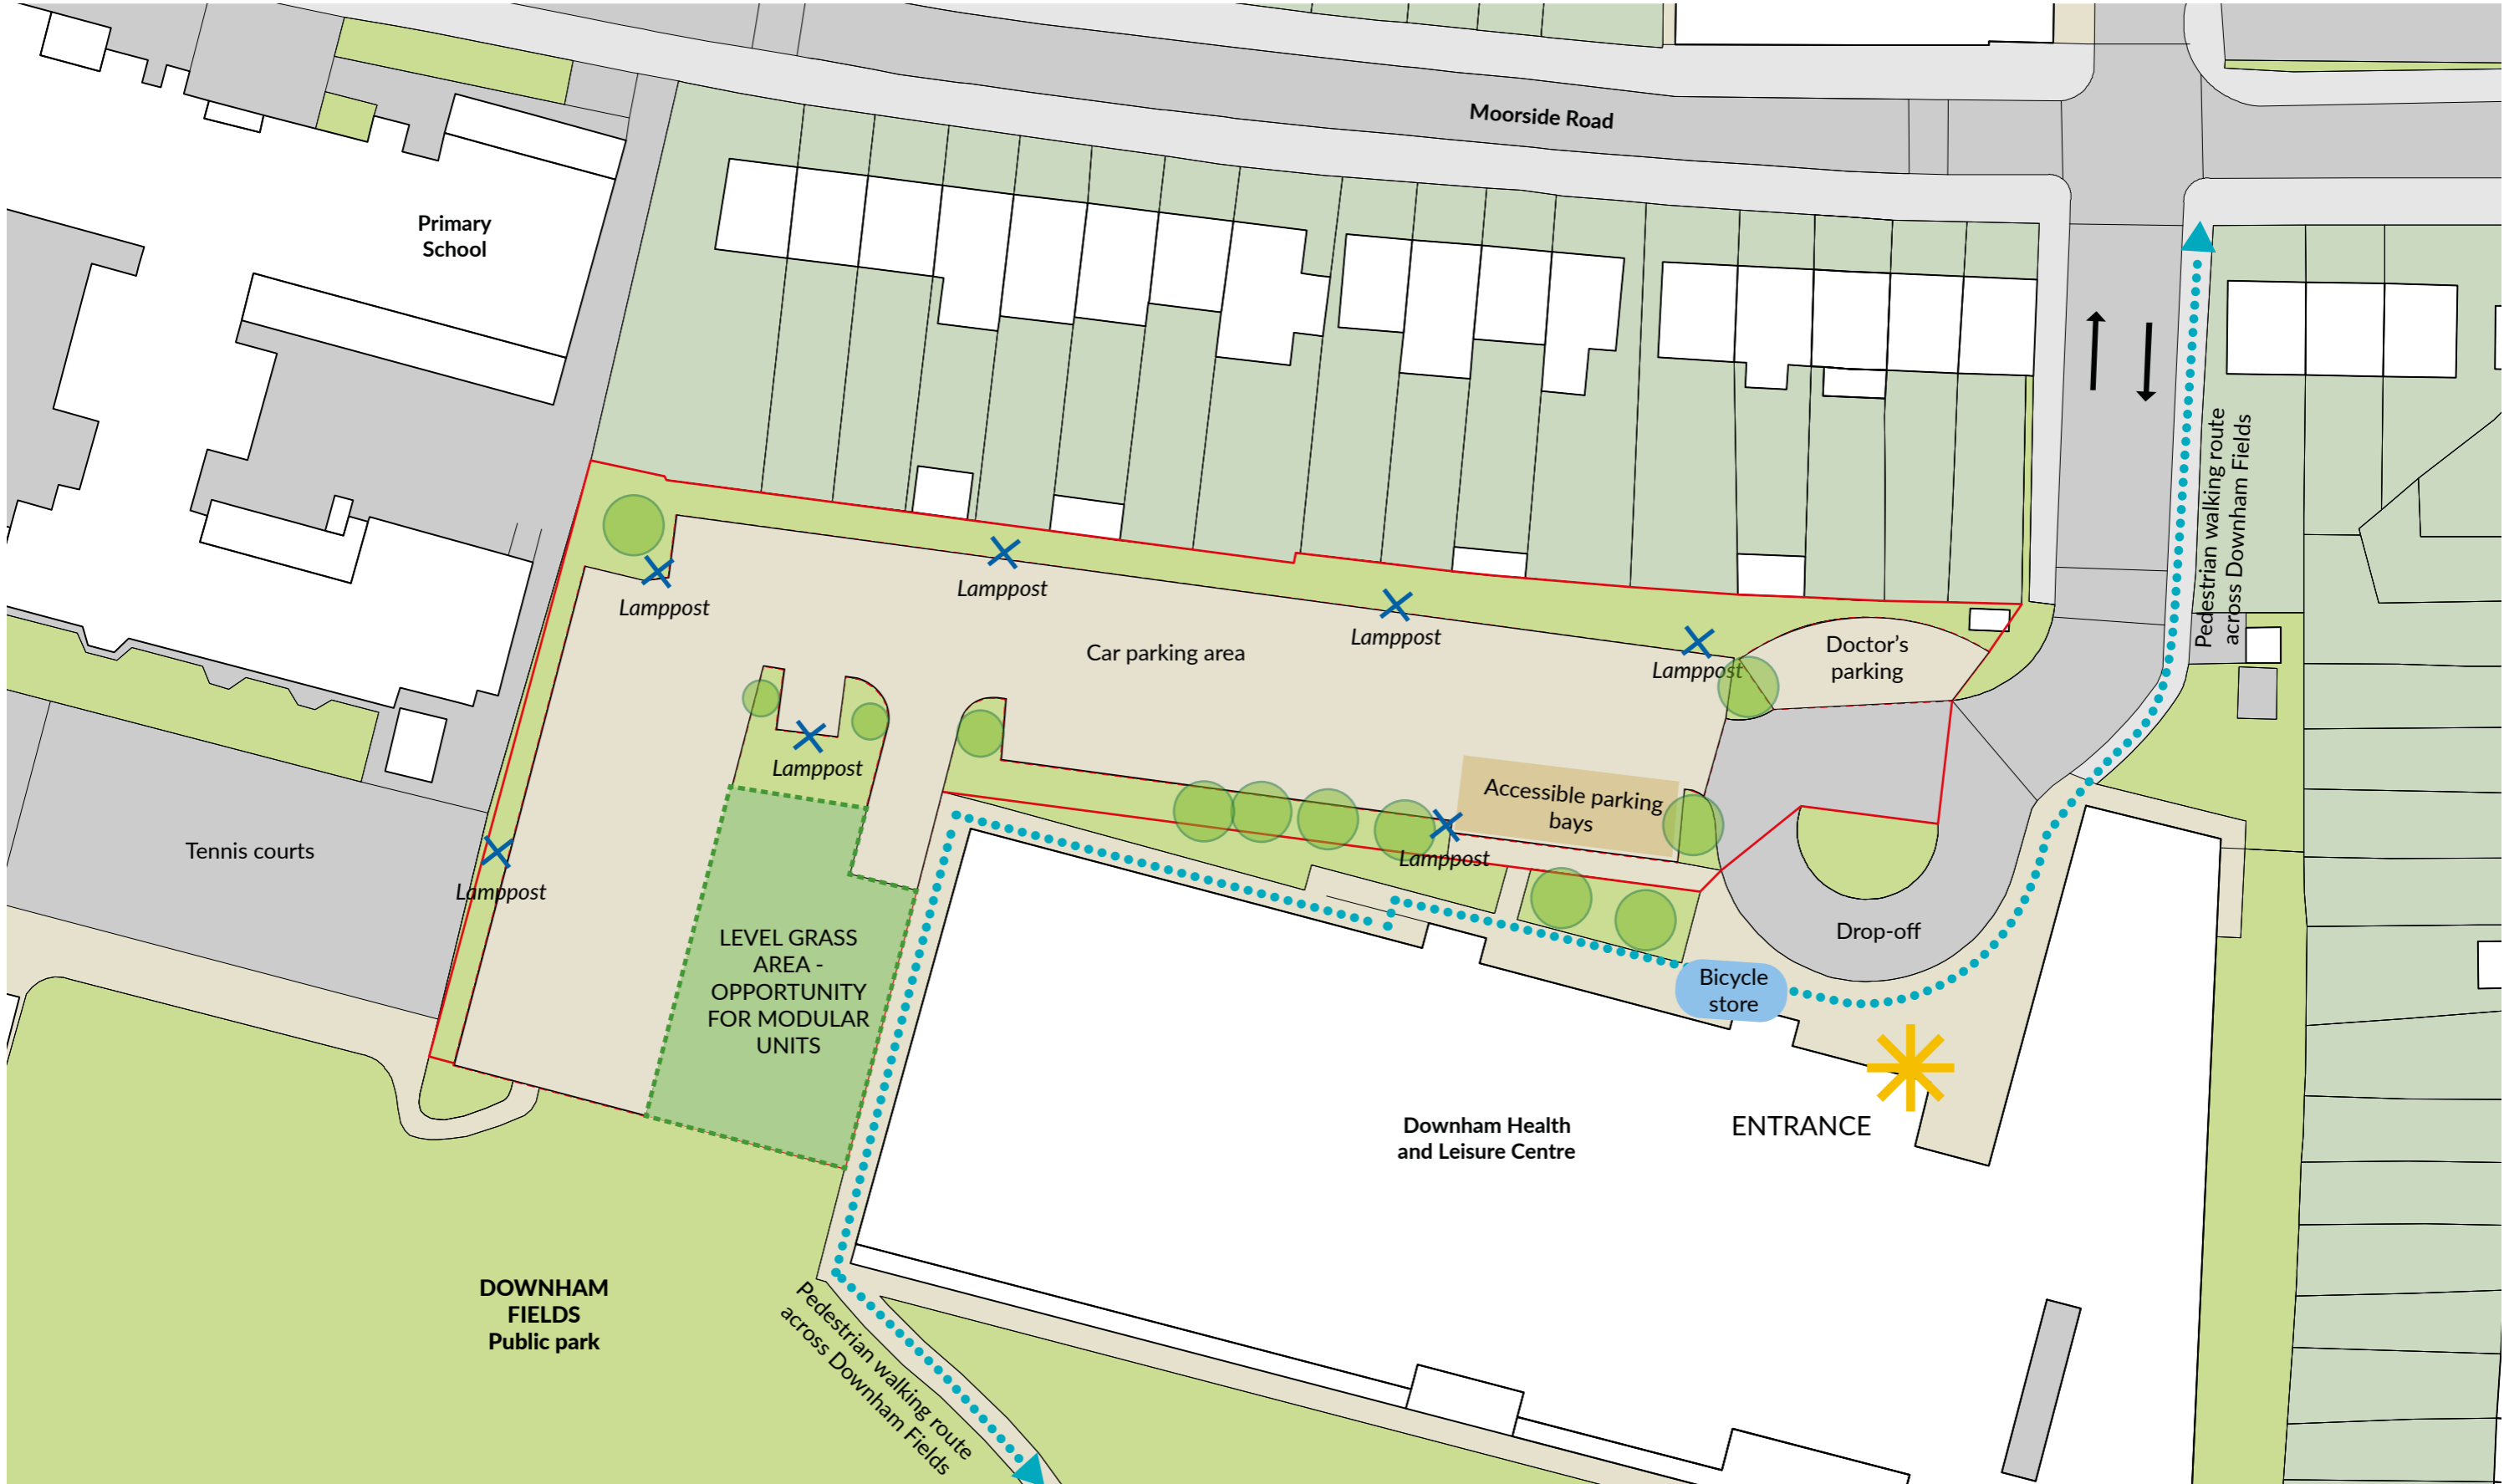 Moorside Road
Primary
School
Pedestrian walking route
across Downham Fields
Lamppost
Lamppost
Lamppost
Lamppost
Car parking area
Doctor’s
parking
Lamppost
Accessible parking
bays
Lamppost
Tennis courts
Lamppost
LEVEL GRASS
AREA -
OPPORTUNITY
FOR MODULAR
UNITS
Drop-off
Bicycle
store
Downham Health
and Leisure Centre
ENTRANCE
DOWNHAM
FIELDS
Public park
Pedestrian walking route
across Downham Fields